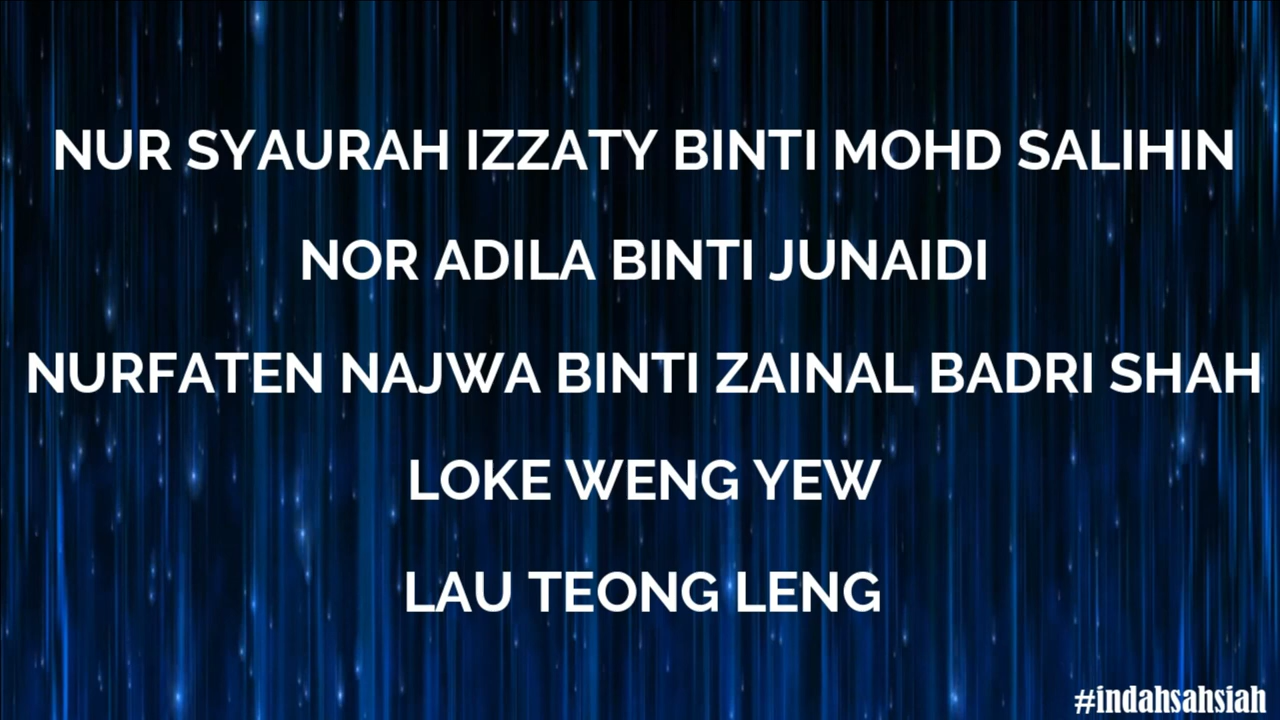 NUR SYAURAH IZZATY BINTI MOHD SALIHIN
NOR ADILA BINTI JUNAIDI
NURFATEN NAJWA BINTI ZAINAL BADRI SHAH
LOKE WENG YEW
LAU TEONG LENG
#indahsahsiah